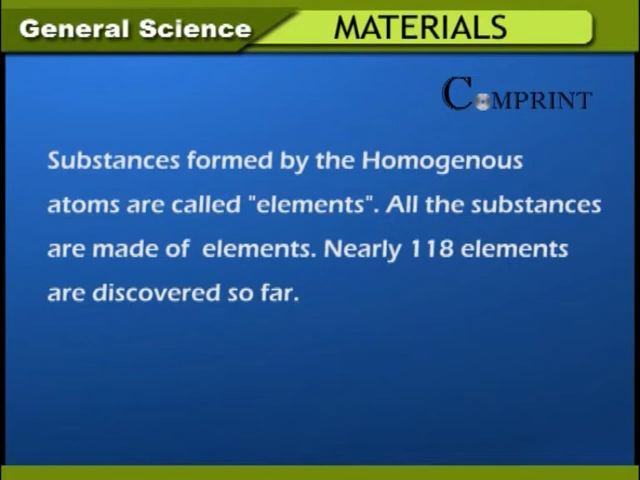 General Science
MATERIALS
COMPRINT
Substances formed by the Homogenous
atoms are called "elements". All the substances
are made of elements. Nearly 118 elements
are discovered so far.